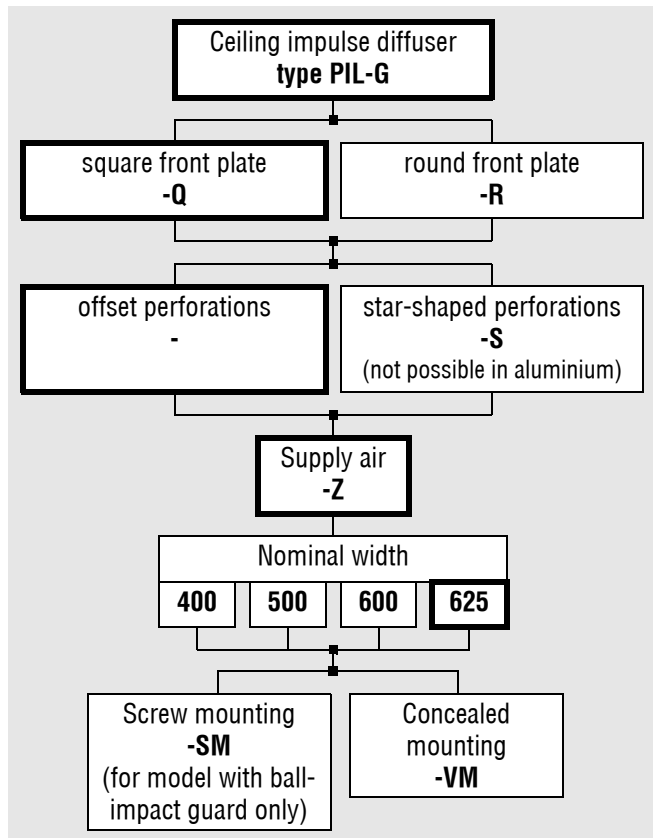 Ceiling impulse diffuser
type PIL-G
square front plate
-Q
round front plate
-R
offset perforations
-
star-shaped perforations
-S
(not possible in aluminium)
Supply air
-Z
Nominal width
400
500
600
625
Screw mounting
-SM
(for model with ball-
impact guard only)
Concealed
mounting
-VM